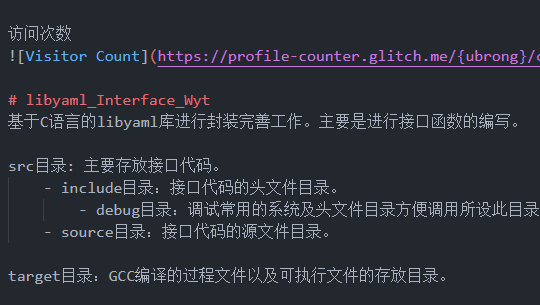 访问次数
![Visitor Count](https://profile-counter.glitch.me/{ubrong}/
# libyaml_Interface_Wyt
基于C语言的libyaml库进行封装完善工作。主要是进行接口函数的编写。
src目录: 主要存放接口代码。
- include目录: 接口代码的头文件目录。
- debug目录: 调试常用的系统及头文件目录方便调用所设此目录
- source目录: 接口代码的源文件目录。
target目录: GCC编译的过程文件以及可执行文件的存放目录。